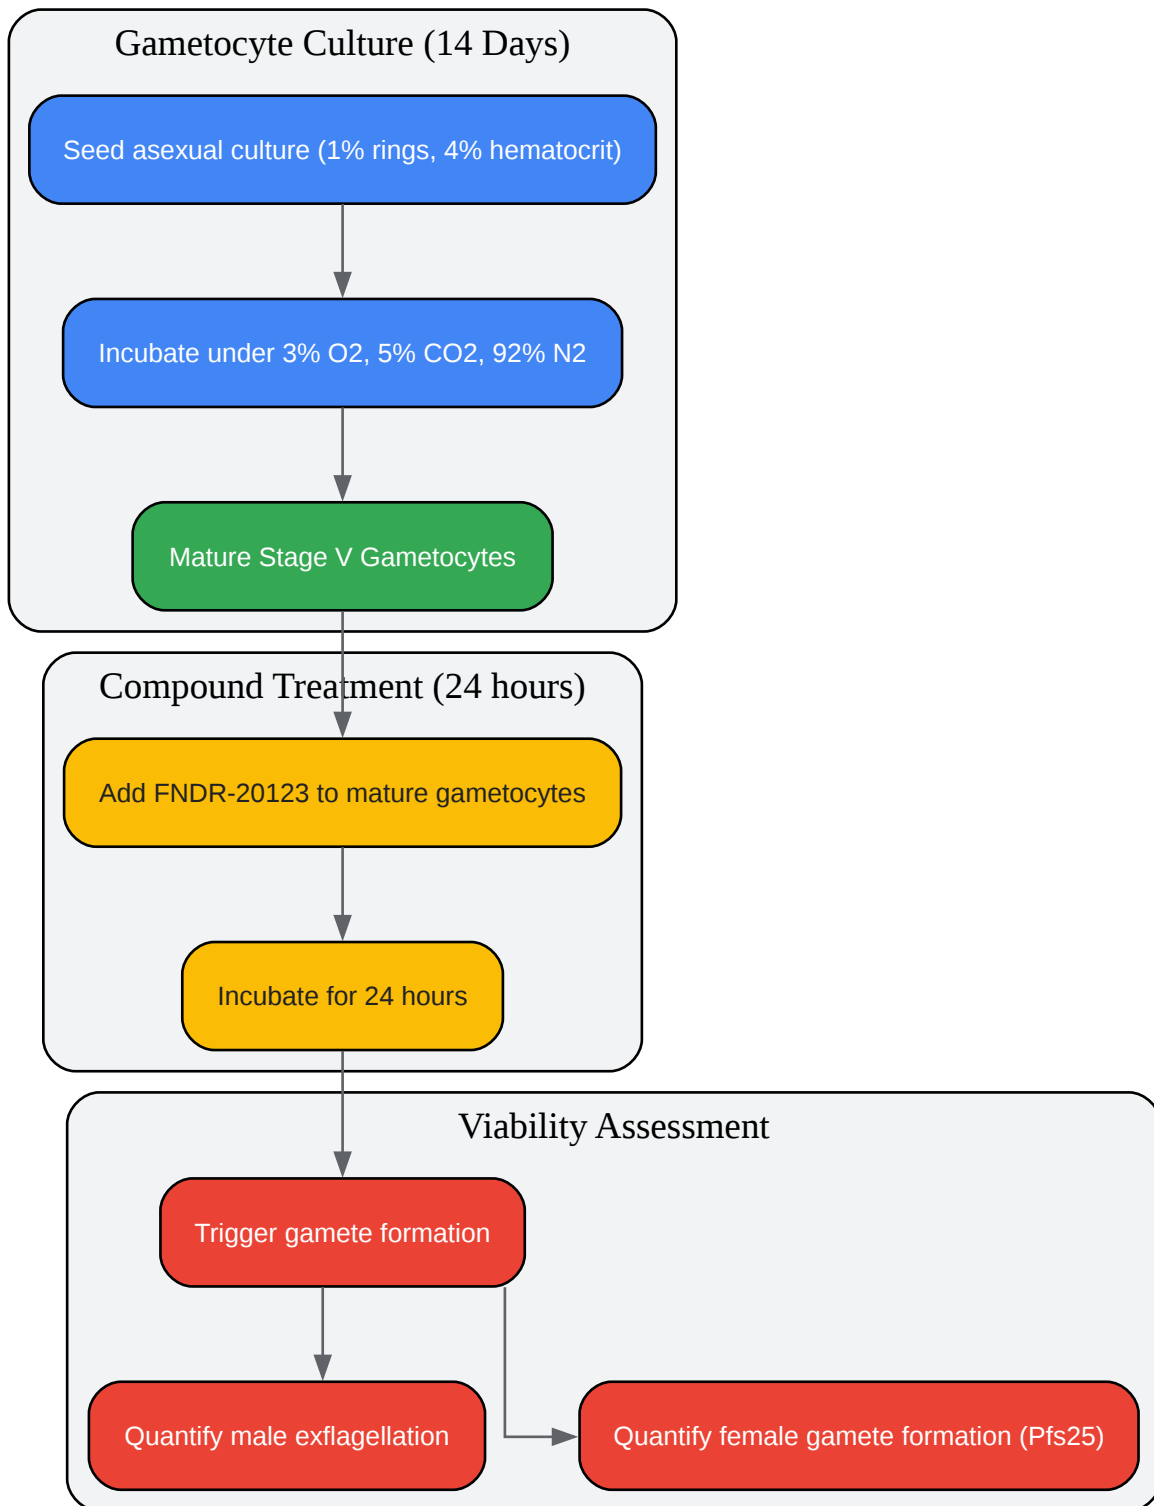 Gametocyte Culture (14 Days)
Seed asexual culture (1% rings, 4% hematocrit)
Incubate under 3% O2, 5% CO2, 92% N2
Mature Stage V Gametocytes
Compound Treatment (24 hours)
Add FNDR-20123 to mature gametocytes
Incubate for 24 hours
Viability Assessment
Trigger gamete formation
Quantify male exflagellation
Quantify female gamete formation (Pfs25)